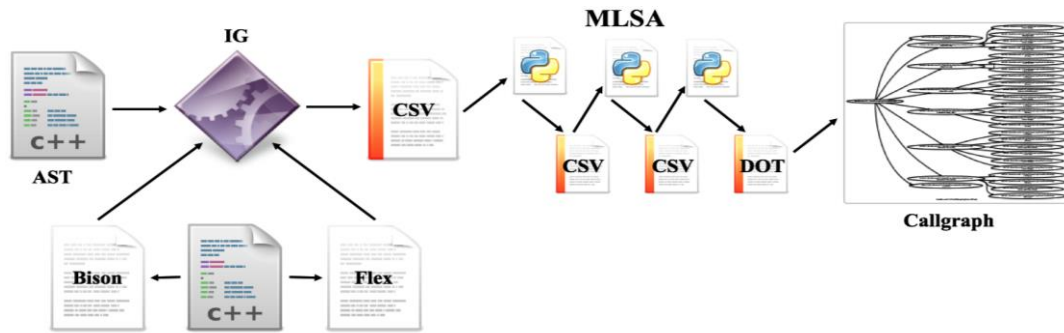 MLSA
IG
CSV
c++
AST
CSV
CSV
DOT
Callgraph
Bison
c++
Flex